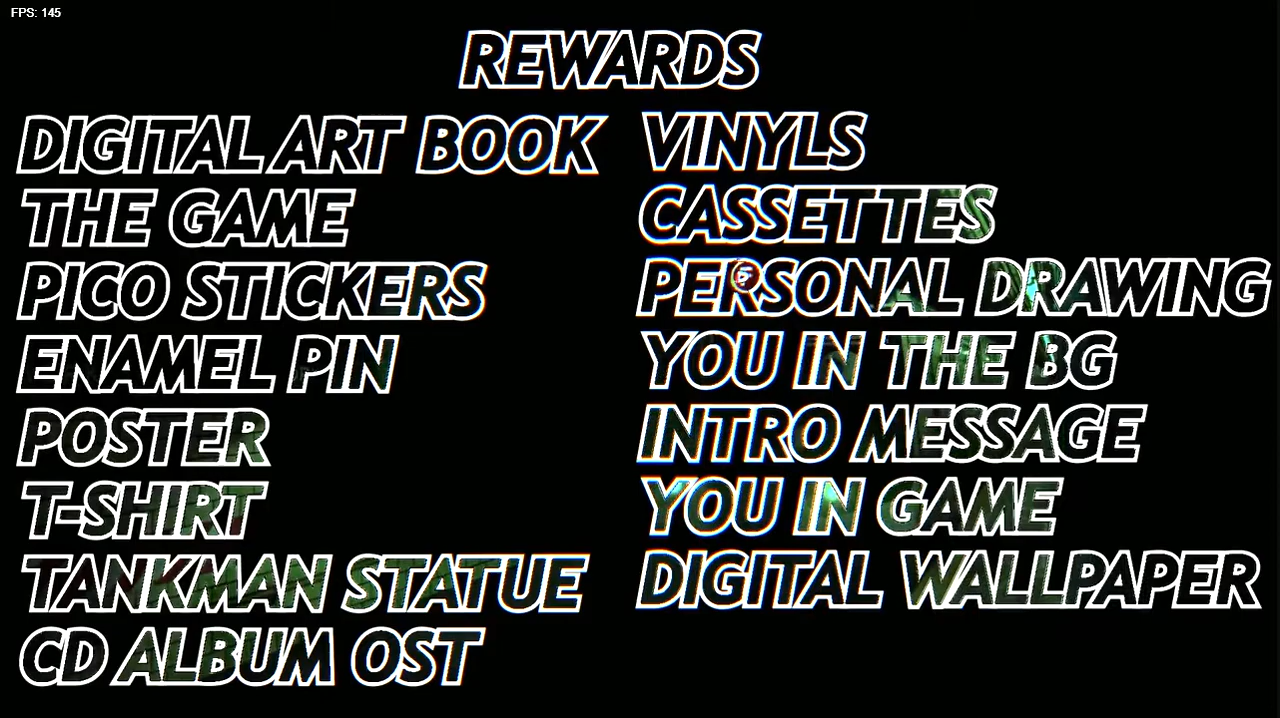 FPS: 145
REWARDS
DIGITAL ART BOOK
THE GAME
PICO STICKERS
ENAMEL PIN
POSTER
T-SHIRT
TANKMAN STATUE
CD ALBUM OST
VINYLS
CASSETTES
PERSONAL DRAWING
YOU IN THE BG
INTRO MESSAGE
YOU IN GAME
DIGITAL WALLPAPER